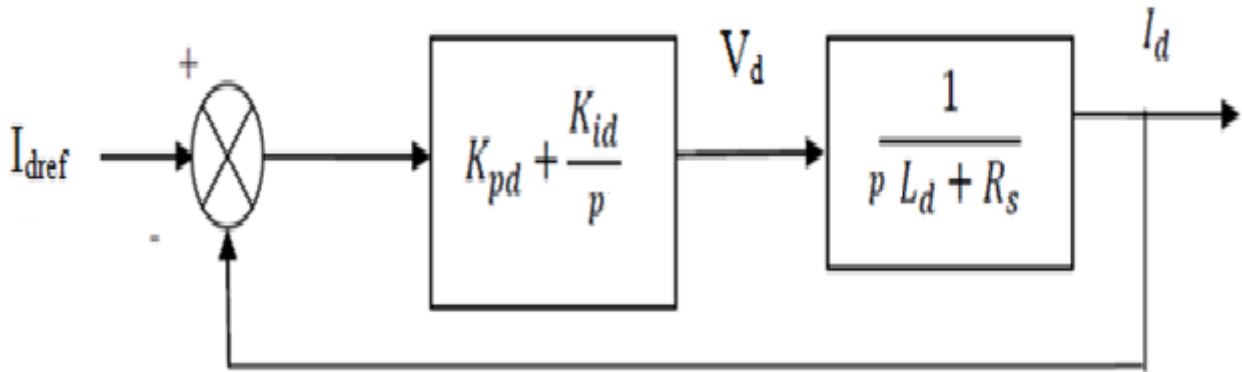 +
I_dref
-
K_pd + K_id/p
V_d
1/(p L_d + R_s)
I_d